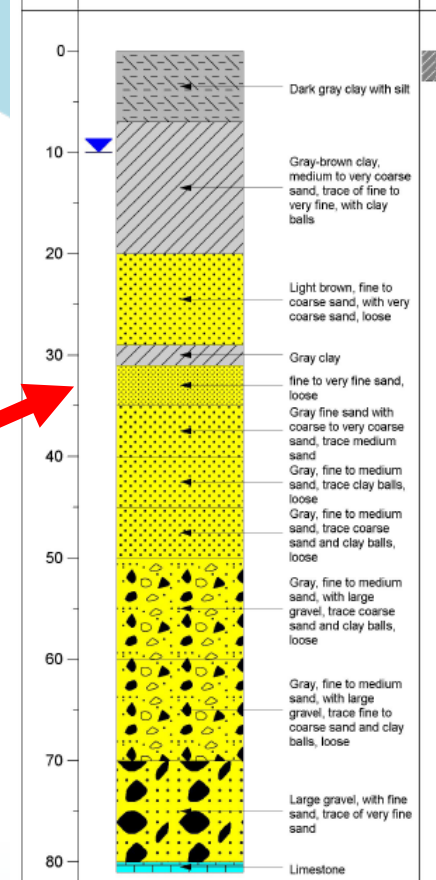 0
Dark gray clay with silt
10
Gray-brown clay,
medium to very coarse
sand, trace of fine to
very fine, with clay
balls
20
Light brown, fine to
coarse sand, with very
coarse sand, loose
30
Gray clay
fine to very fine sand,
loose
Gray fine sand with
coarse to very coarse
sand, trace medium
sand
40
Gray, fine to medium
sand, trace clay balls,
loose
Gray, fine to medium
sand, trace coarse
sand and clay balls,
loose
50
Gray, fine to medium
sand, with large
gravel, trace coarse
sand and clay balls,
loose
60
Gray, fine to medium
sand, with large
gravel, trace fine to
coarse sand and clay
balls, loose
70
Large gravel, with fine
sand, trace of very fine
sand
80
Limestone